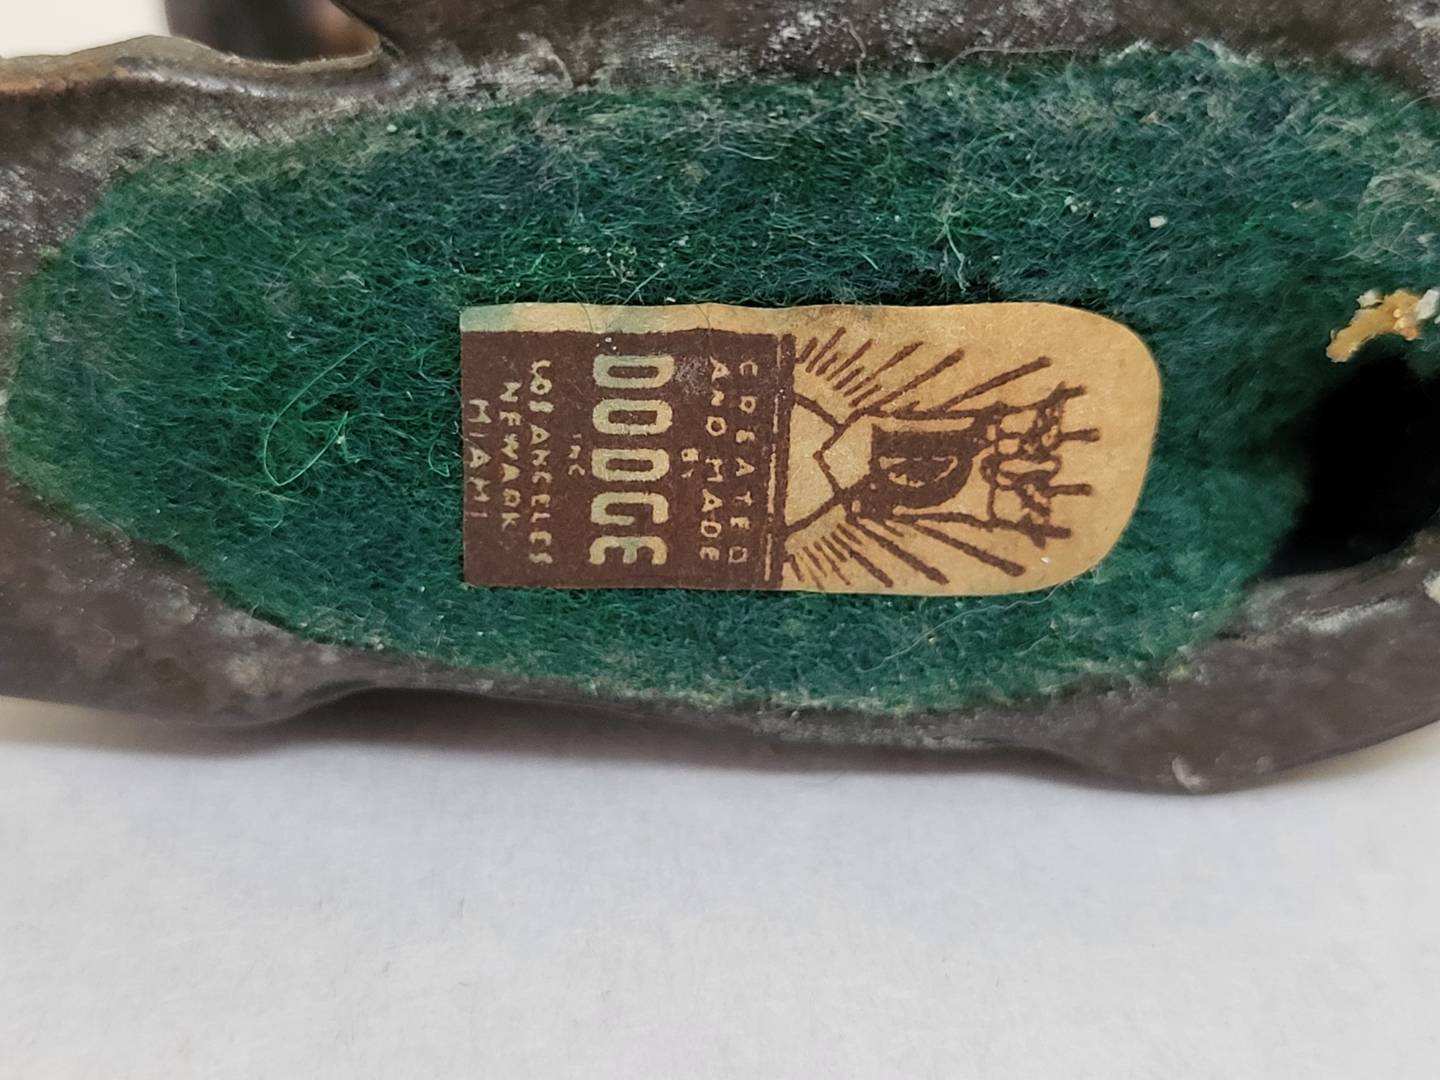 D
CREATED
AND MADE
BY
DODGE
INC
LOS ANGELES
NEWARK
MIAMI